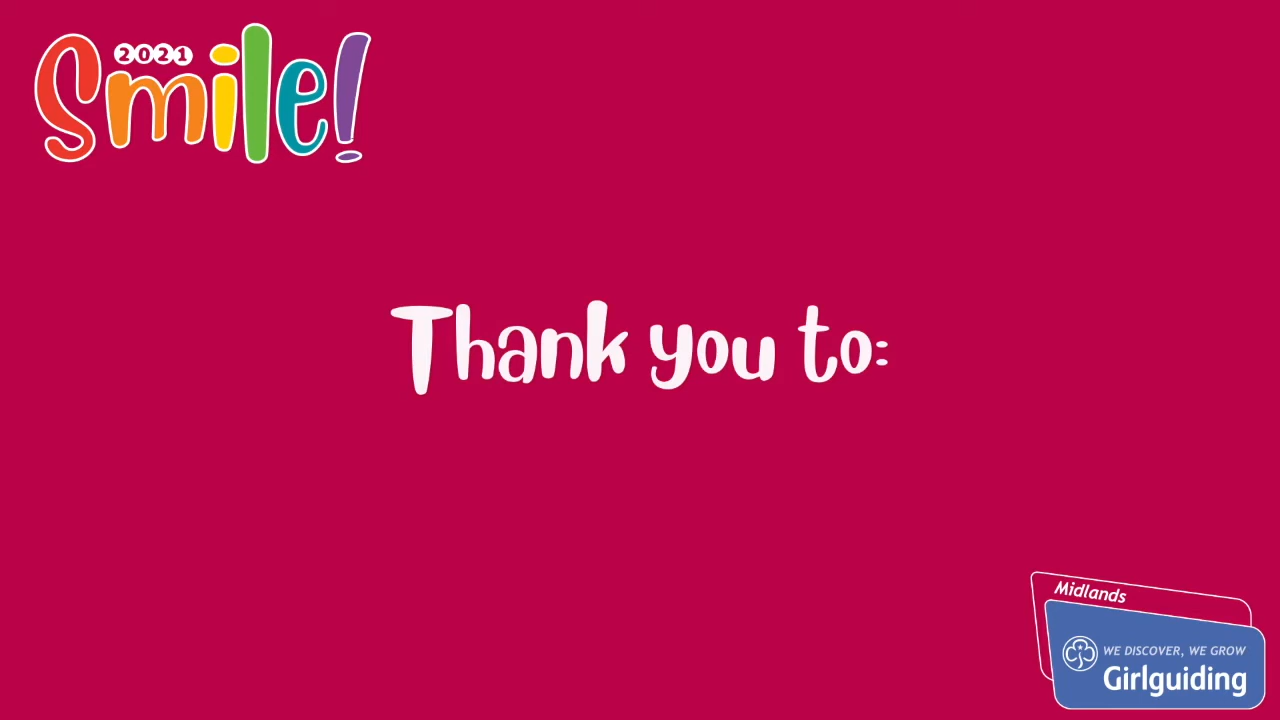 2021
Smile!
Thank you to:
Midlands
WE DISCOVER, WE GROW
Girlguiding